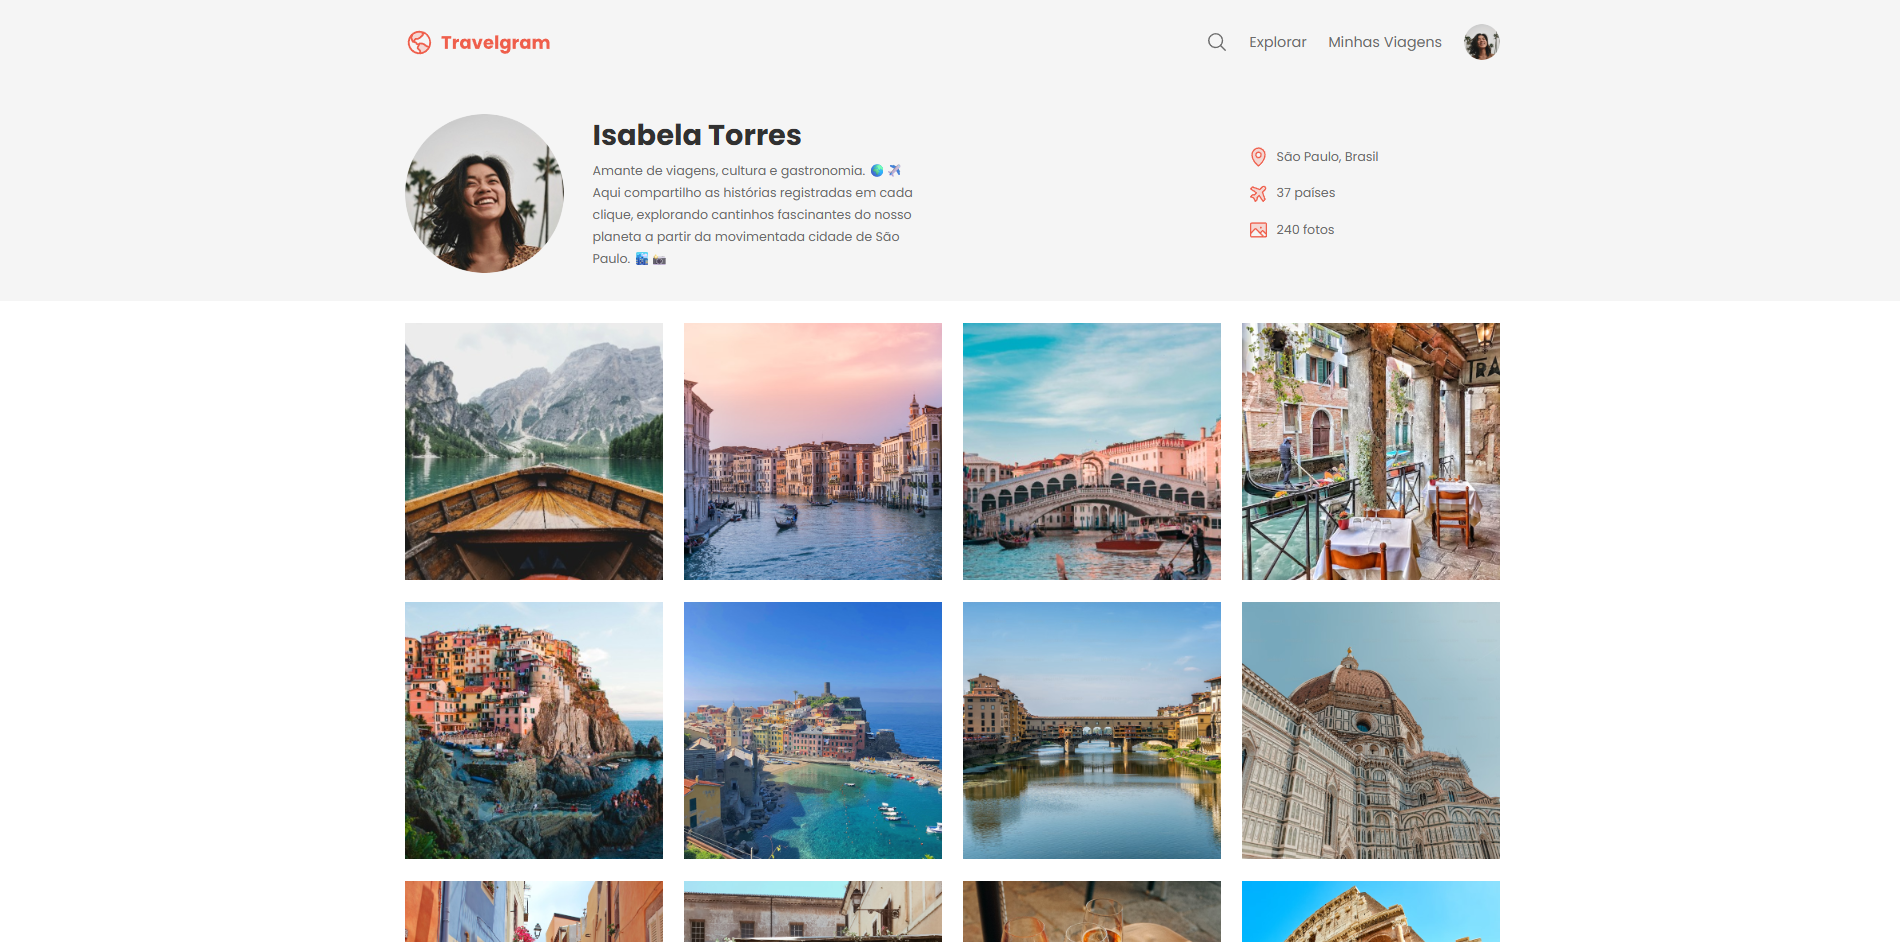 Travelgram
Explorar
Minhas Viagens
Isabela Torres
Amante de viagens, cultura e gastronomia. 🌍 ✈️
Aqui compartilho as histórias registradas em cada
clique, explorando cantinhos fascinantes do nosso
planeta a partir da movimentada cidade de São
Paulo. 🌃 📸
São Paulo, Brasil
37 países
240 fotos
TRA